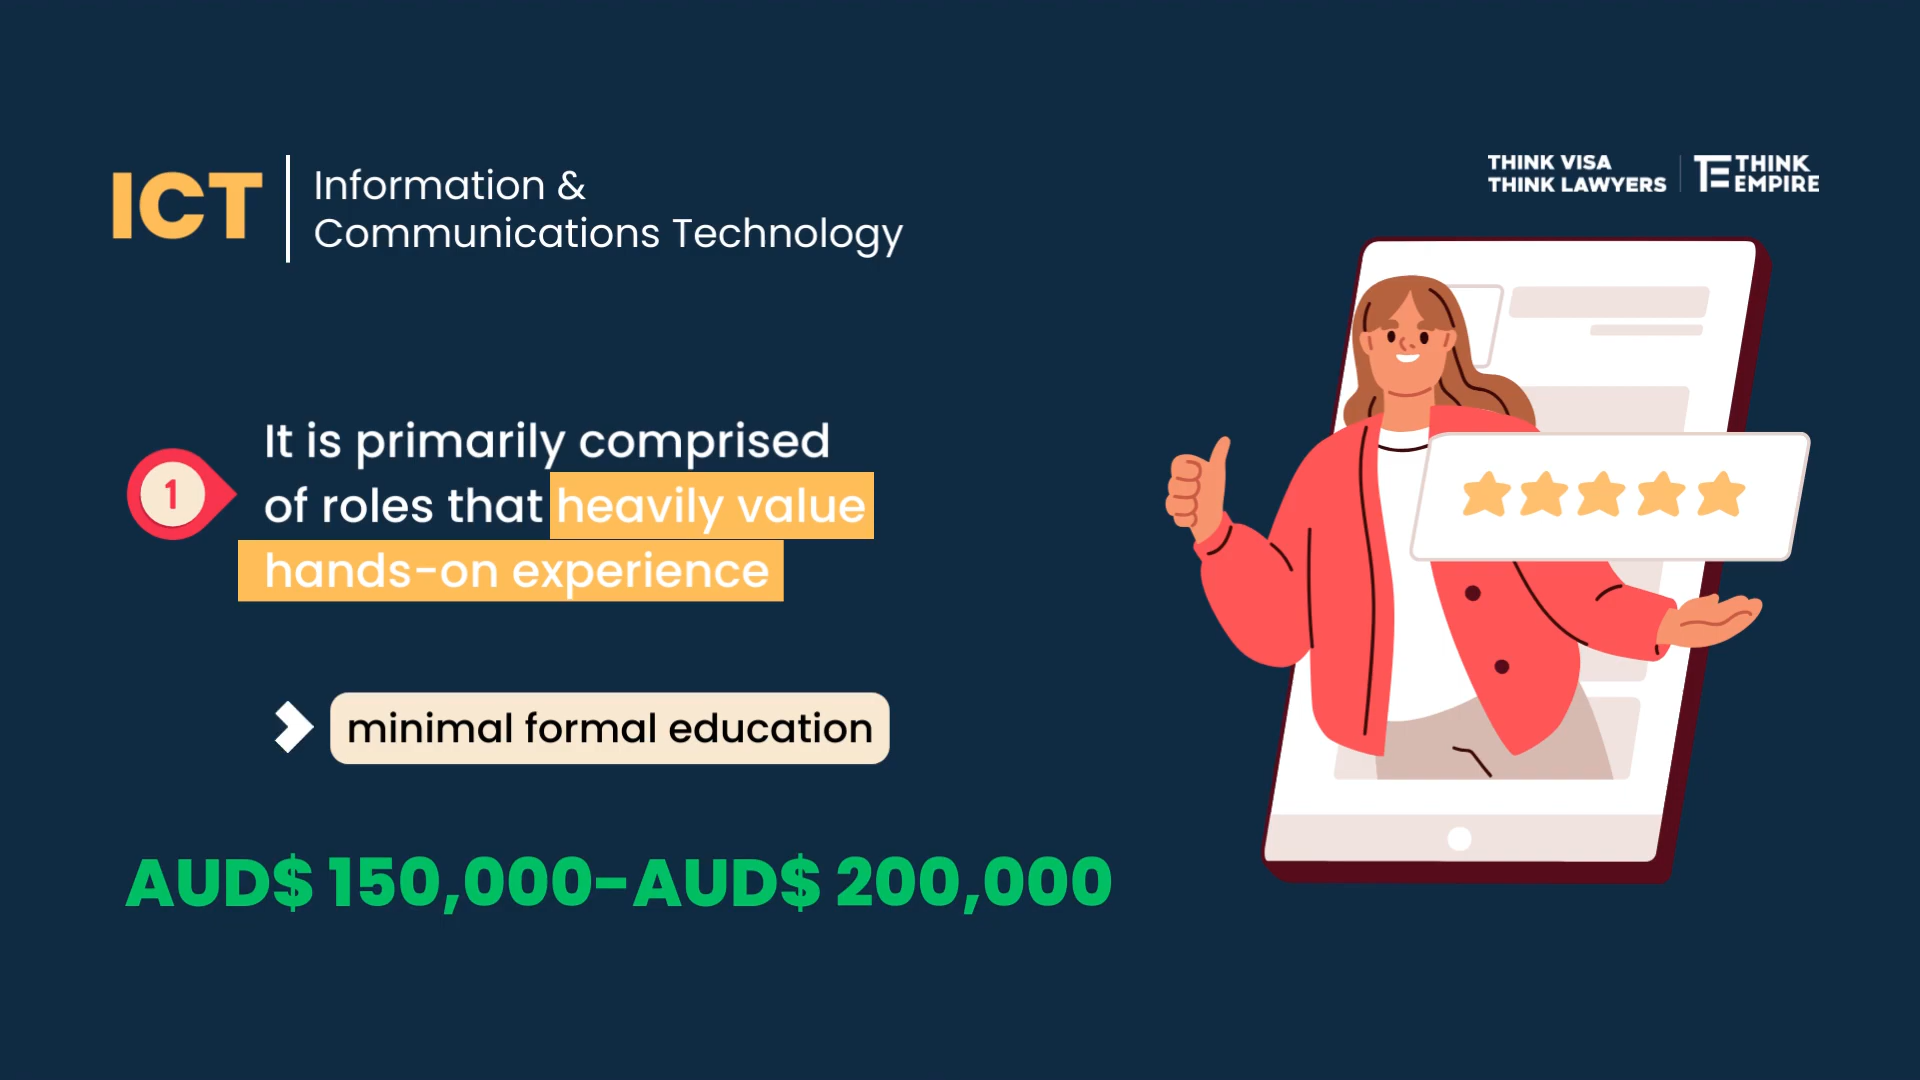 ICT
Information &
Communications Technology
THINK VISA
THINK LAWYERS
TE THINK
EMPIRE
1
It is primarily comprised
of roles that heavily value
hands-on experience
minimal formal education
AUD$ 150,000-AUD$ 200,000